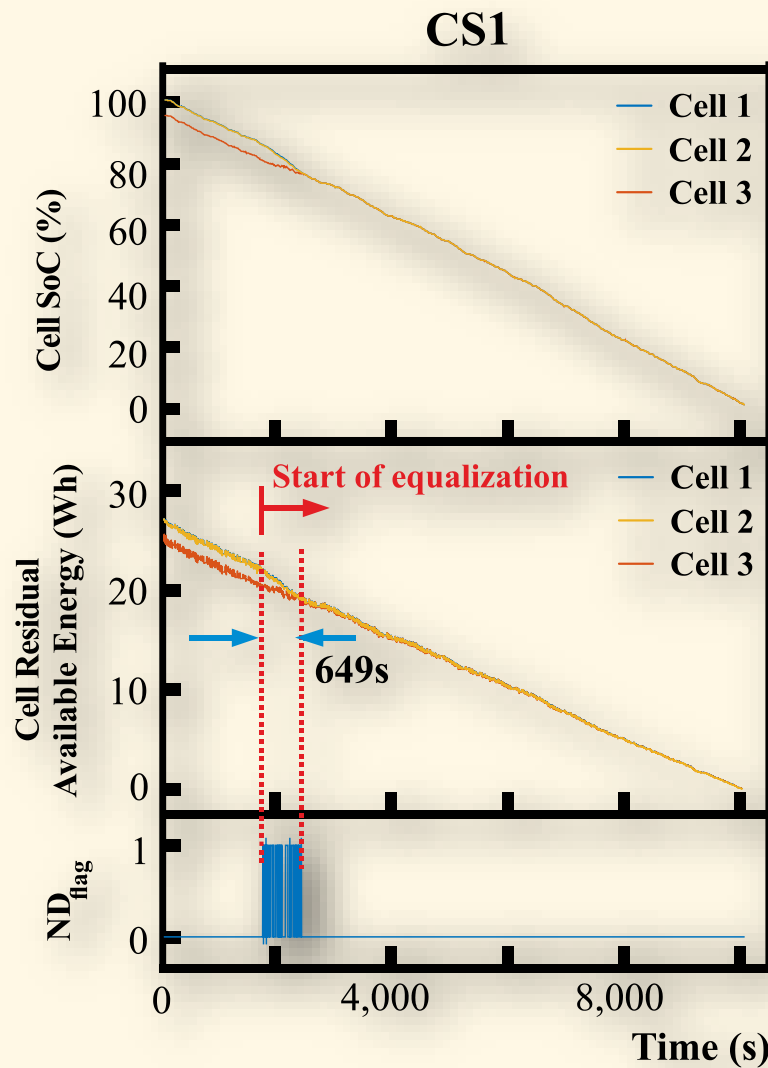 CS1
Cell SoC (%)
100
80
60
40
20
0
Cell 1
Cell 2
Cell 3
Cell Residual
Available Energy (Wh)
30
20
10
0
Start of equalization
Cell 1
Cell 2
Cell 3
649s
ND_flag
1
0
0
4,000
8,000
Time (s)